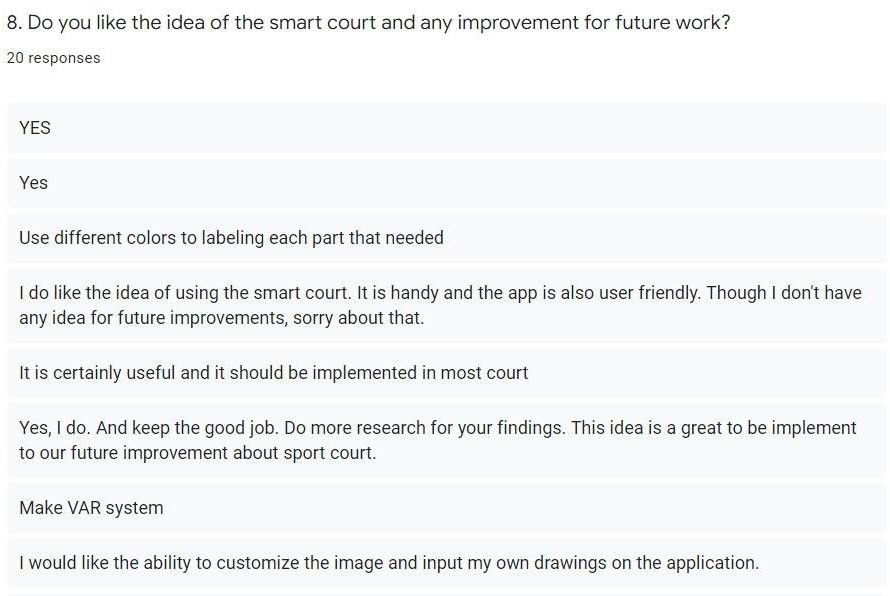 8. Do you like the idea of the smart court and any improvement for future work?
20 responses
YES
Yes
Use different colors to labeling each part that needed
I do like the idea of using the smart court. It is handy and the app is also user friendly. Though I don't have
any idea for future improvements, sorry about that.
It is certainly useful and it should be implemented in most court
Yes, I do. And keep the good job. Do more research for your findings. This idea is a great to be implement
to our future improvement about sport court.
Make VAR system
I would like the ability to customize the image and input my own drawings on the application.